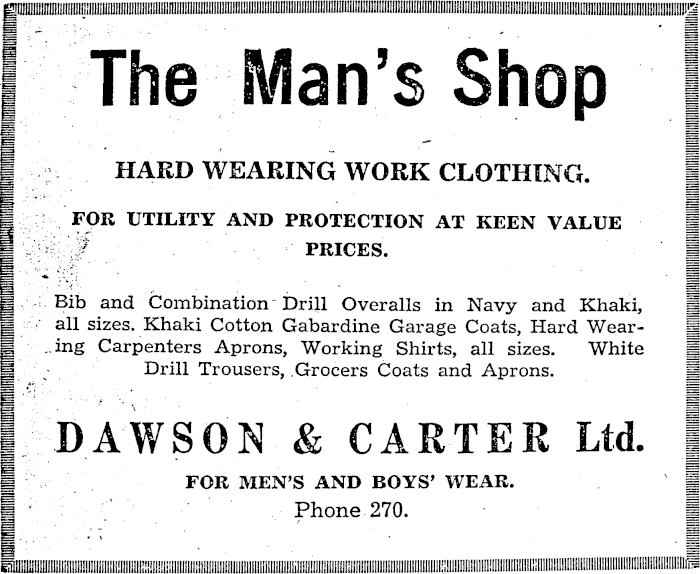 The Man's Shop
HARD WEARING WORK CLOTHING.
FOR UTILITY AND PROTECTION AT KEEN VALUE
PRICES.
Bib and Combination Drill Overalls in Navy and Khaki,
all sizes. Khaki Cotton Gabardine Garage Coats, Hard Wear-
ing Carpenters Aprons, Working Shirts, all sizes. White
Drill Trousers, Grocers Coats and Aprons.
DAWSON & CARTER Ltd.
FOR MEN'S AND BOYS' WEAR.
Phone 270.